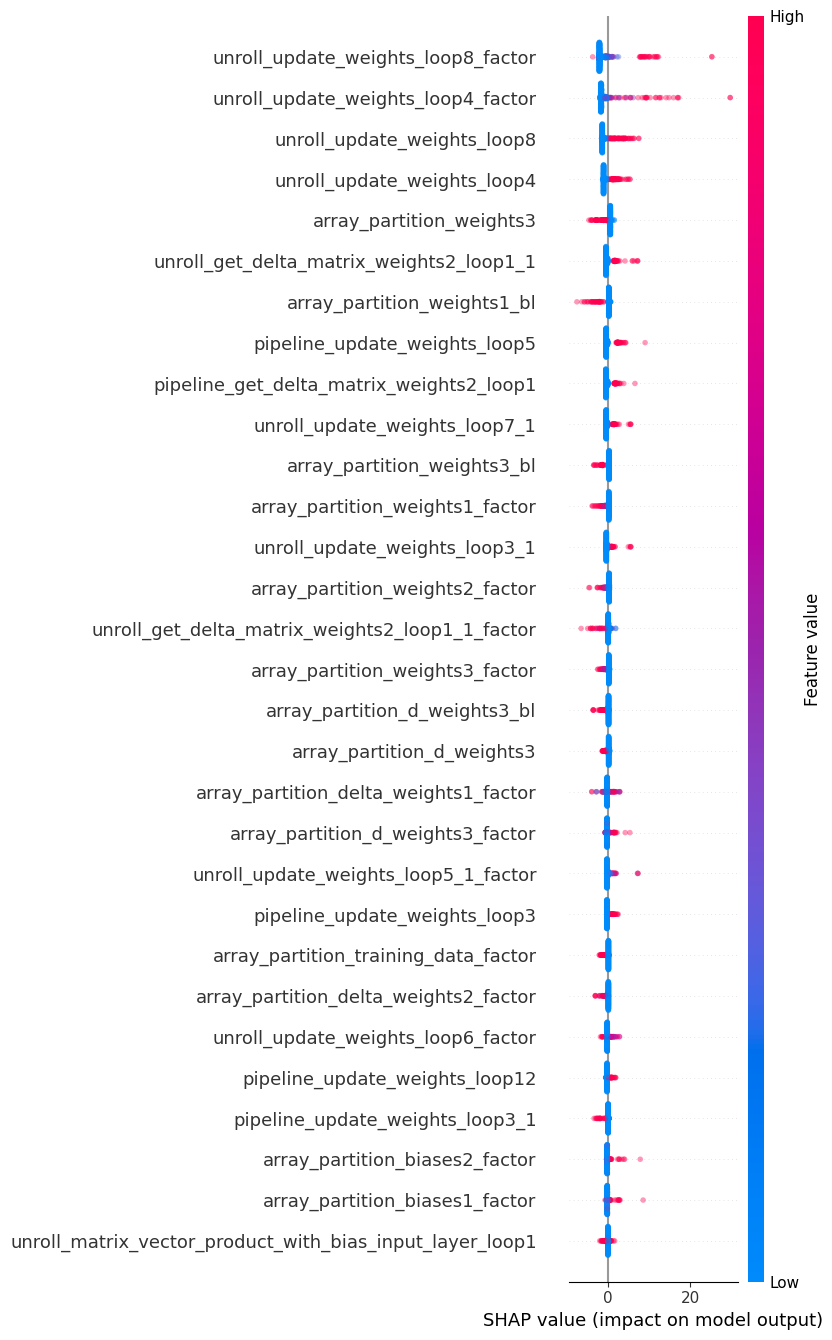 High
unroll_update_weights_loop8_factor
unroll_update_weights_loop4_factor
unroll_update_weights_loop8
unroll_update_weights_loop4
array_partition_weights3
unroll_get_delta_matrix_weights2_loop1_1
array_partition_weights1_bl
pipeline_update_weights_loop5
pipeline_get_delta_matrix_weights2_loop1
unroll_update_weights_loop7_1
array_partition_weights3_bl
array_partition_weights1_factor
unroll_update_weights_loop3_1
array_partition_weights2_factor
unroll_get_delta_matrix_weights2_loop1_1_factor
array_partition_weights3_factor
array_partition_d_weights3_bl
array_partition_d_weights3
array_partition_delta_weights1_factor
array_partition_d_weights3_factor
unroll_update_weights_loop5_1_factor
pipeline_update_weights_loop3
array_partition_training_data_factor
array_partition_delta_weights2_factor
unroll_update_weights_loop6_factor
pipeline_update_weights_loop12
pipeline_update_weights_loop3_1
array_partition_biases2_factor
array_partition_biases1_factor
unroll_matrix_vector_product_with_bias_input_layer_loop1
Feature value
Low
0 20
SHAP value (impact on model output)